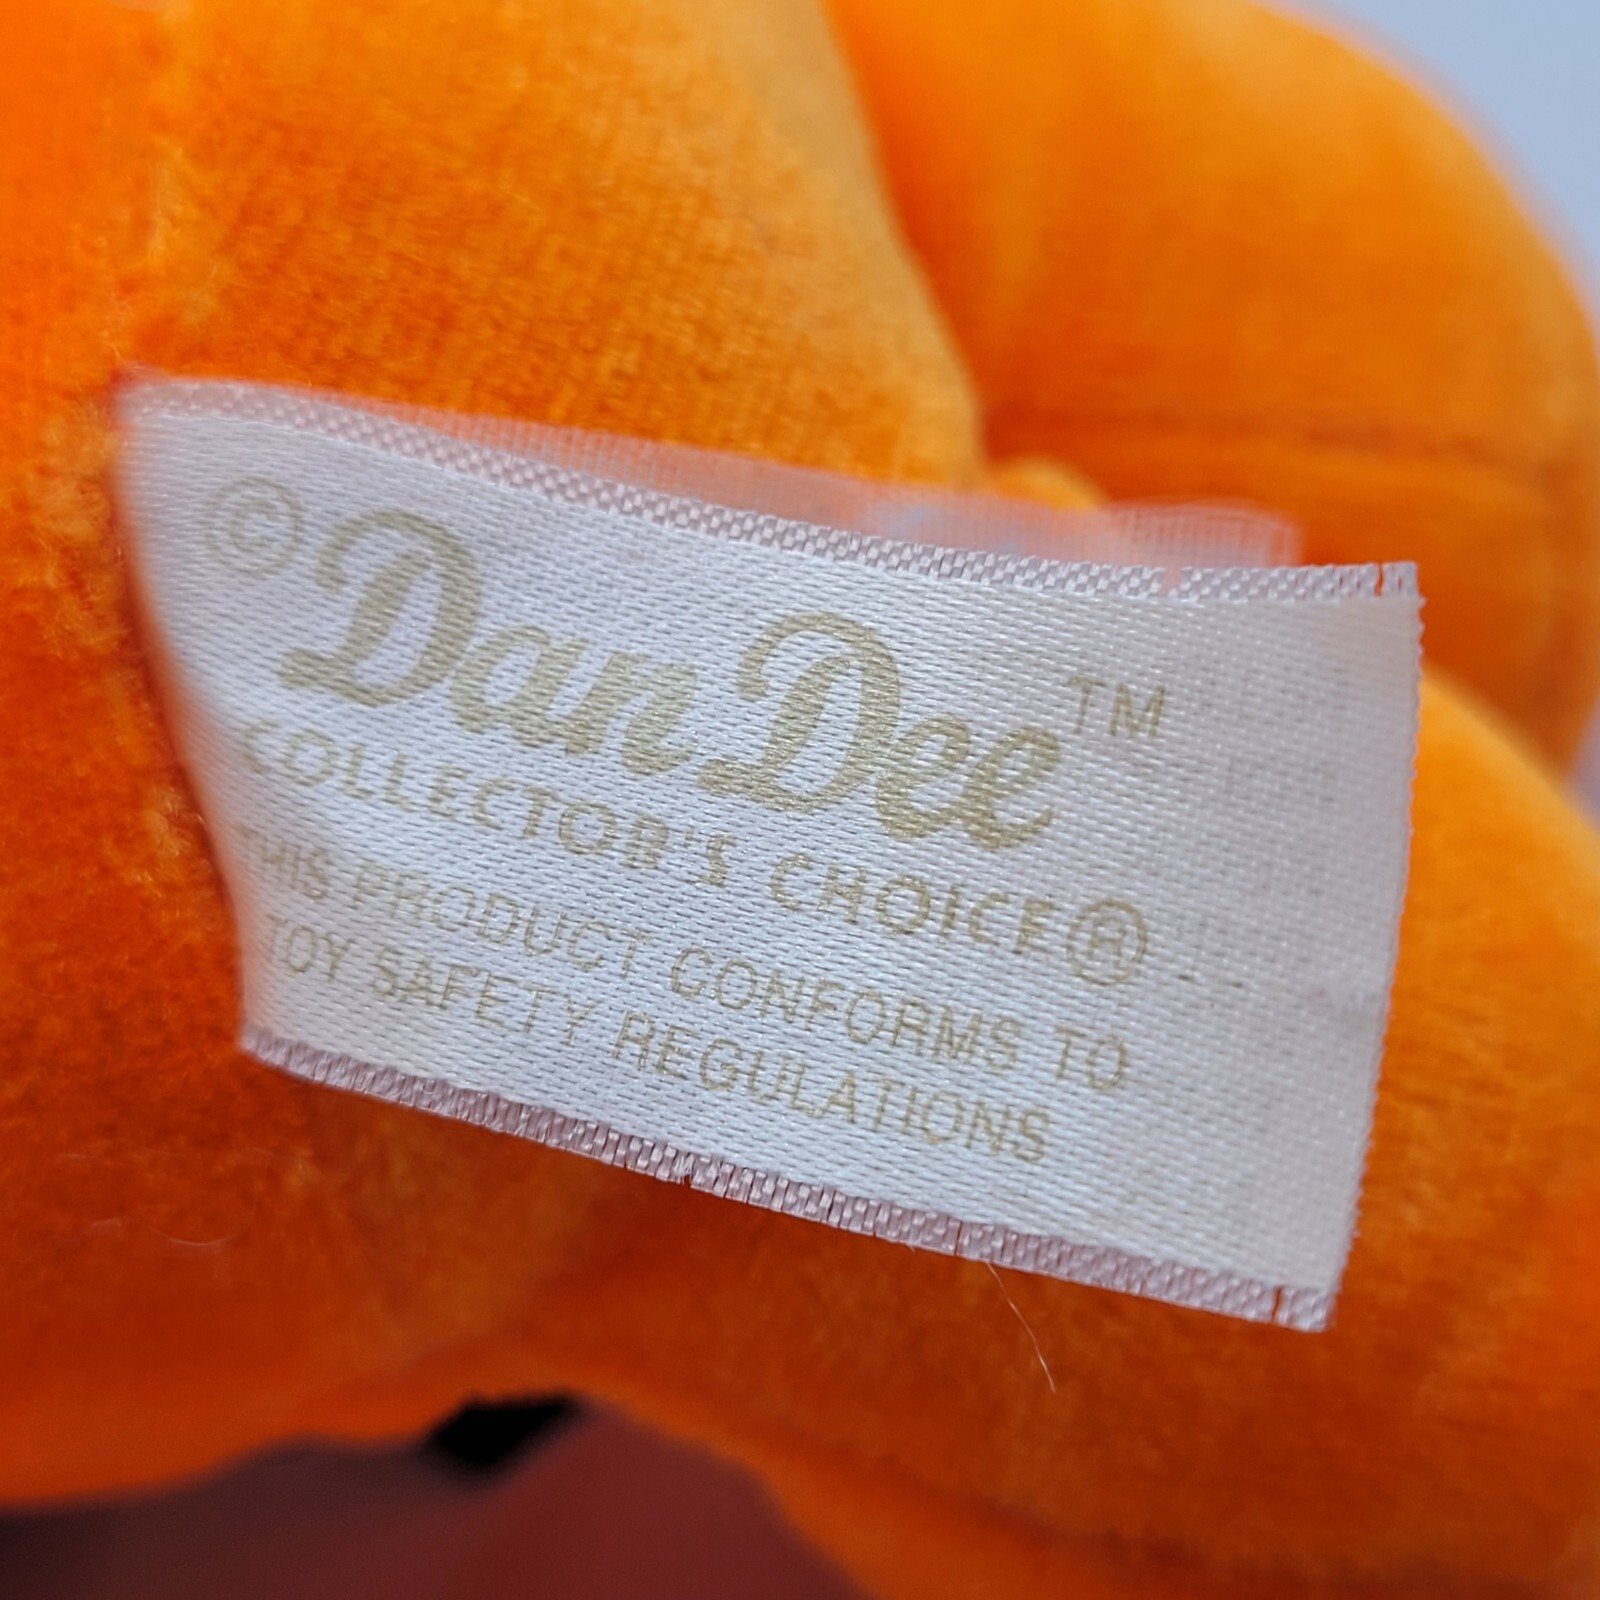 © Dan Dee™
COLLECTOR'S CHOICE®
THIS PRODUCT CONFORMS TO
TOY SAFETY REGULATIONS